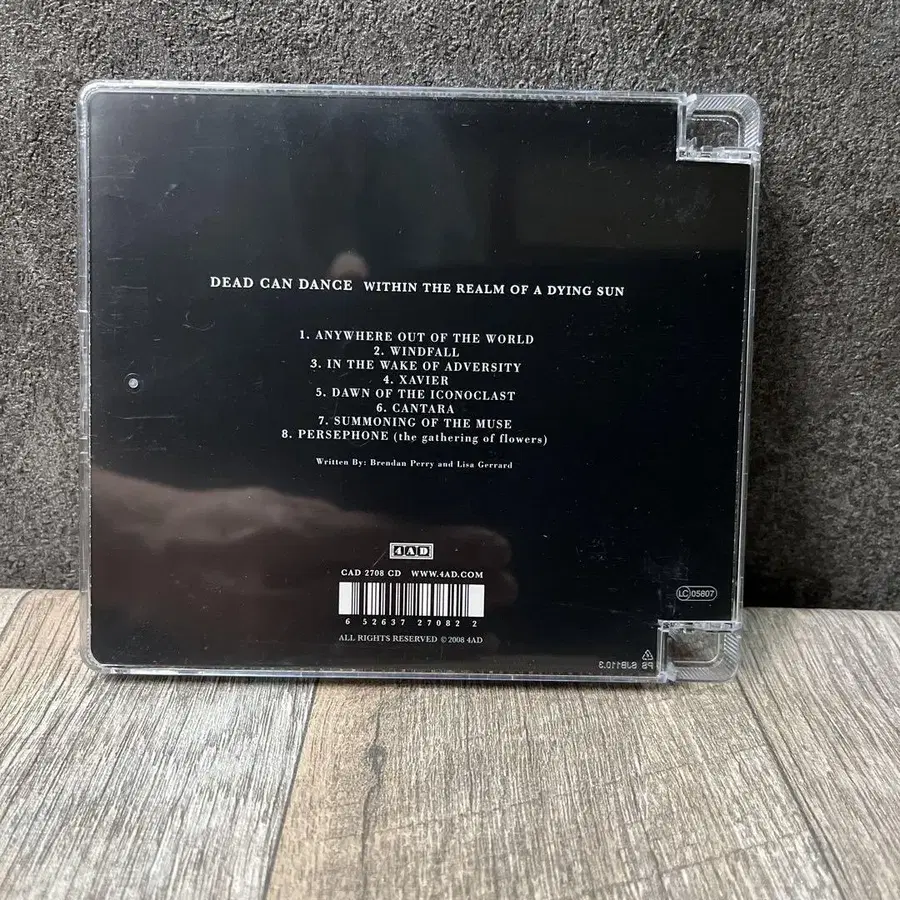 DEAD CAN DANCE WITHIN THE REALM OF A DYING SUN
1. ANYWHERE OUT OF THE WORLD
2. WINDFALL
3. IN THE WAKE OF ADVERSITY
4. XAVIER
5. DAWN OF THE ICONOCLAST
6. CANTARA
7. SUMMONING OF THE MUSE
8. PERSEPHONE (the gathering of flowers)
Written By: Brendan Perry and Lisa Gerrard
4AD
CAD 2708 CD WWW.4AD.COM
LC 05807
6 52637 27082 2
ALL RIGHTS RESERVED © 2008 4AD
PS SJB110.3